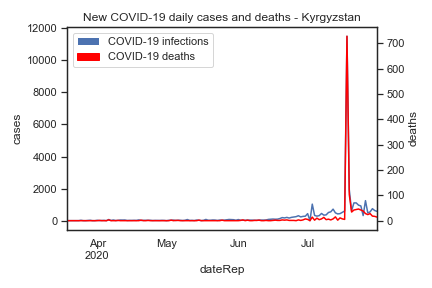 New COVID-19 daily cases and deaths - Kyrgyzstan
COVID-19 infections
COVID-19 deaths
12000
10000
8000
6000
4000
2000
0
cases
700
600
500
400
300
200
100
0
deaths
Apr
2020
May
Jun
Jul
dateRep